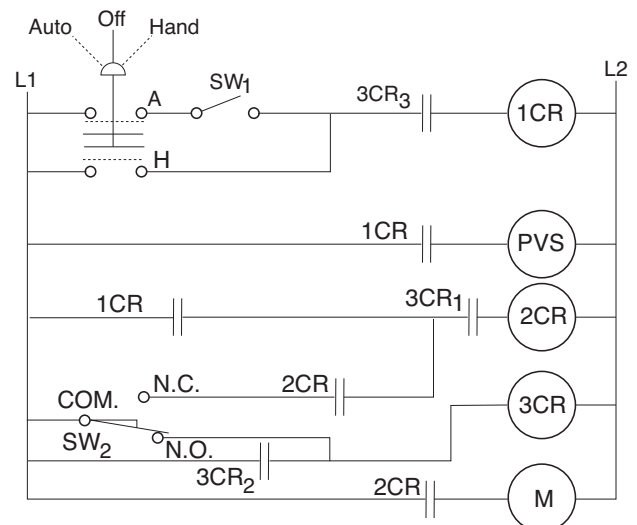 Off
Auto Hand
L1 L2
A SW1 3CR3 1CR
H
1CR PVS
1CR 3CR1 2CR
N.C. 2CR 3CR
COM.
SW2 N.O.
3CR2 2CR M